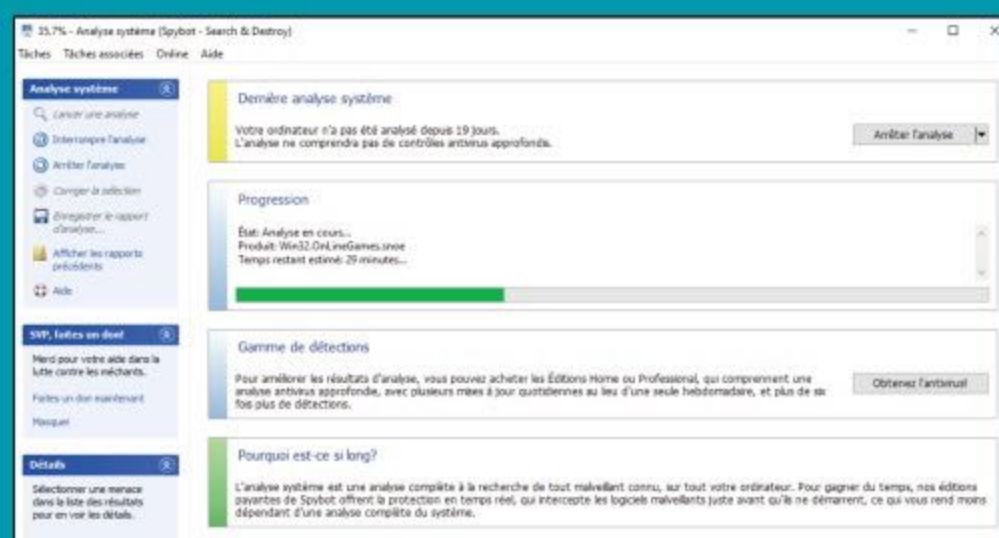 35.7% - Analyse système (Spybot - Search & Destroy)
Tâches Tâches associées Online Aide
Analyse système
Lancer une analyse
Interrompre l'analyse
Arrêter l'analyse
Corriger la sélection
Enregistrer le rapport
d'analyse...
Afficher les rapports
précédents
Aide
SVP, faites un don!
Merci pour votre aide dans la
lutte contre les méchants.
Faites un don maintenant
Masquer
Détails
Sélectionner une menace
dans la liste des résultats
pour en voir les détails.
Dernière analyse système
Votre ordinateur n'a pas été analysé depuis 19 jours.
L'analyse ne comprendra pas de contrôles antivirus approfondis.
Arrêter l'analyse
Progression
État: Analyse en cours...
Produit: Win32.OnLineGames.snoe
Temps restant estimé: 29 minutes...
Gamme de détections
Pour améliorer les résultats d'analyse, vous pouvez acheter les Éditions Home ou Professional, qui comprennent une
analyse antivirus approfondie, avec plusieurs mises à jour quotidiennes au lieu d'une seule hebdomadaire, et plus de six
fois plus de détections.
Obtenez l'antivirus!
Pourquoi est-ce si long?
L'analyse système est une analyse complète à la recherche de tout malveillant connu, sur tout votre ordinateur. Pour gagner du temps, nos éditions
payantes de Spybot offrent la protection en temps réel, qui intercepte les logiciels malveillants juste avant qu'ils ne démarrent, ce qui vous rend moins
dépendant d'une analyse complète du système.